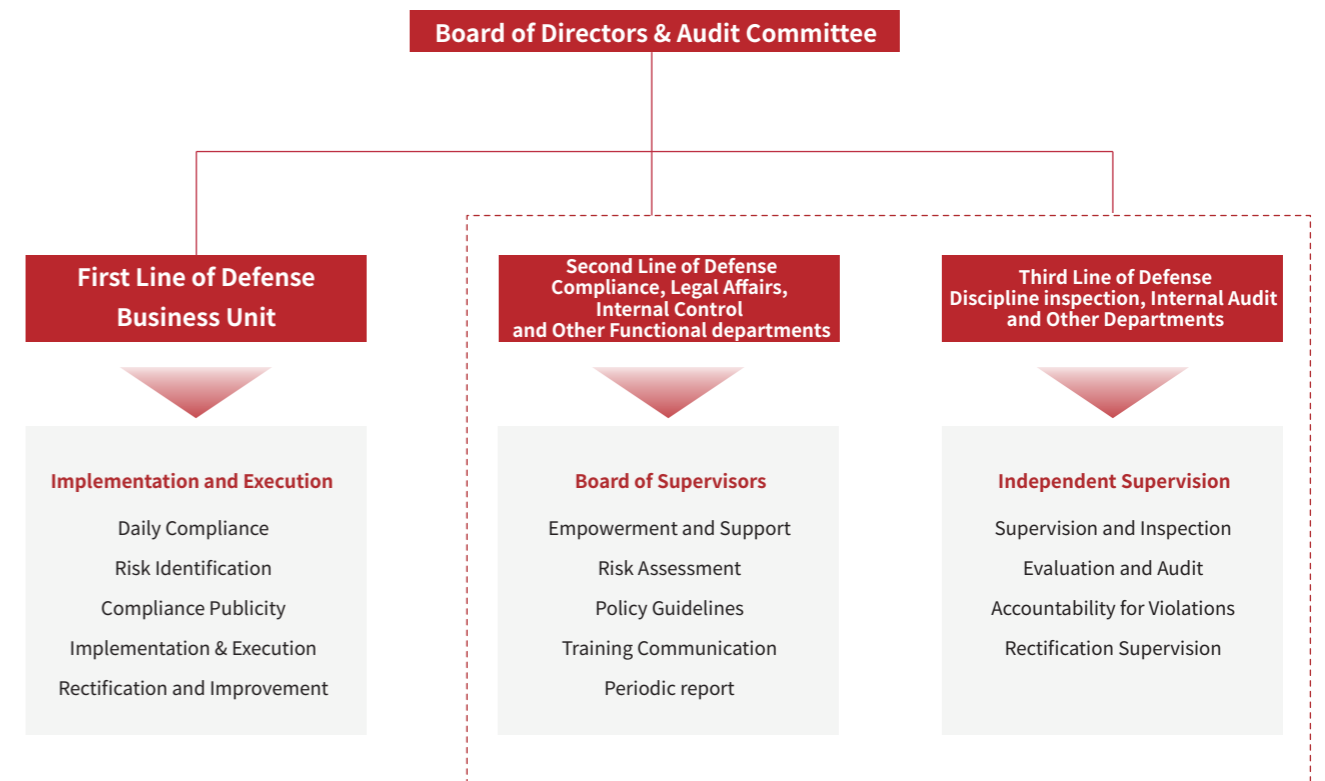 Board of Directors & Audit Committee
First Line of Defense
Business Unit
Implementation and Execution
Daily Compliance
Risk Identification
Compliance Publicity
Implementation & Execution
Rectification and Improvement
Second Line of Defense
Compliance, Legal Affairs,
Internal Control
and Other Functional departments
Board of Supervisors
Empowerment and Support
Risk Assessment
Policy Guidelines
Training Communication
Periodic report
Third Line of Defense
Discipline inspection, Internal Audit
and Other Departments
Independent Supervision
Supervision and Inspection
Evaluation and Audit
Accountability for Violations
Rectification Supervision